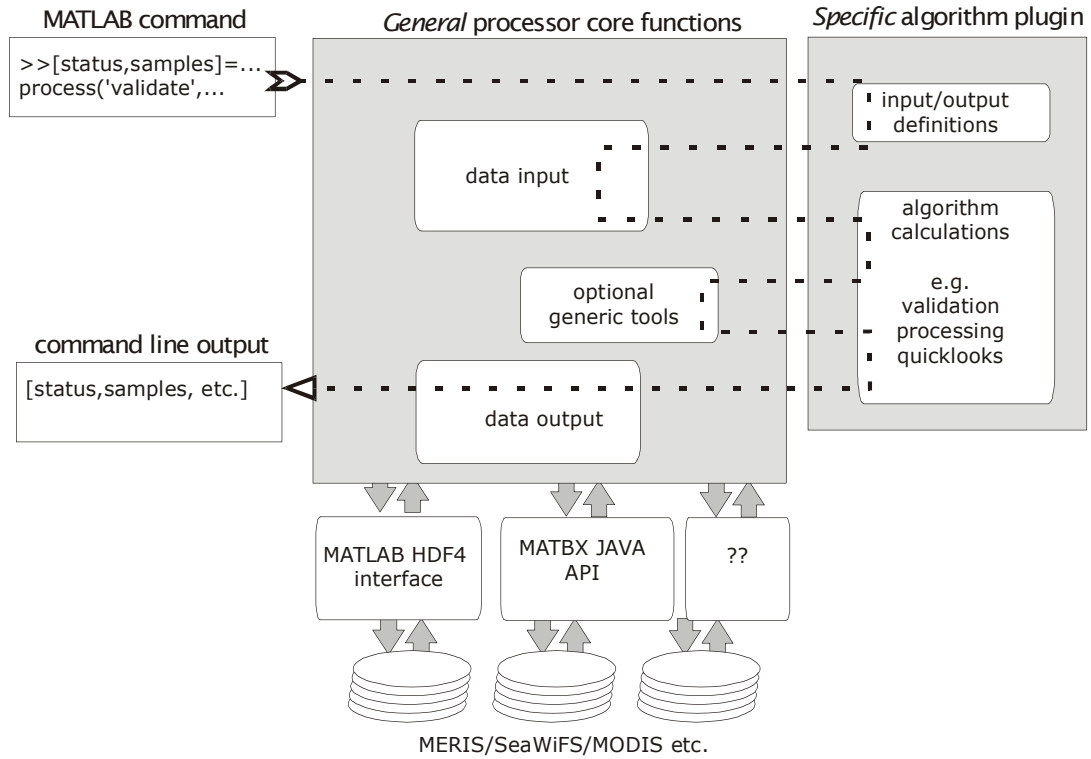 MATLAB command
General processor core functions
Specific algorithm plugin
>>[status,samples]=...
process('validate',...
input/output
definitions
data input
algorithm
calculations
e.g.
validation
processing
quicklooks
optional
generic tools
command line output
[status,samples, etc.]
data output
MATLAB HDF4
interface
MATBX JAVA
API
??
MERIS/SeaWiFS/MODIS etc.